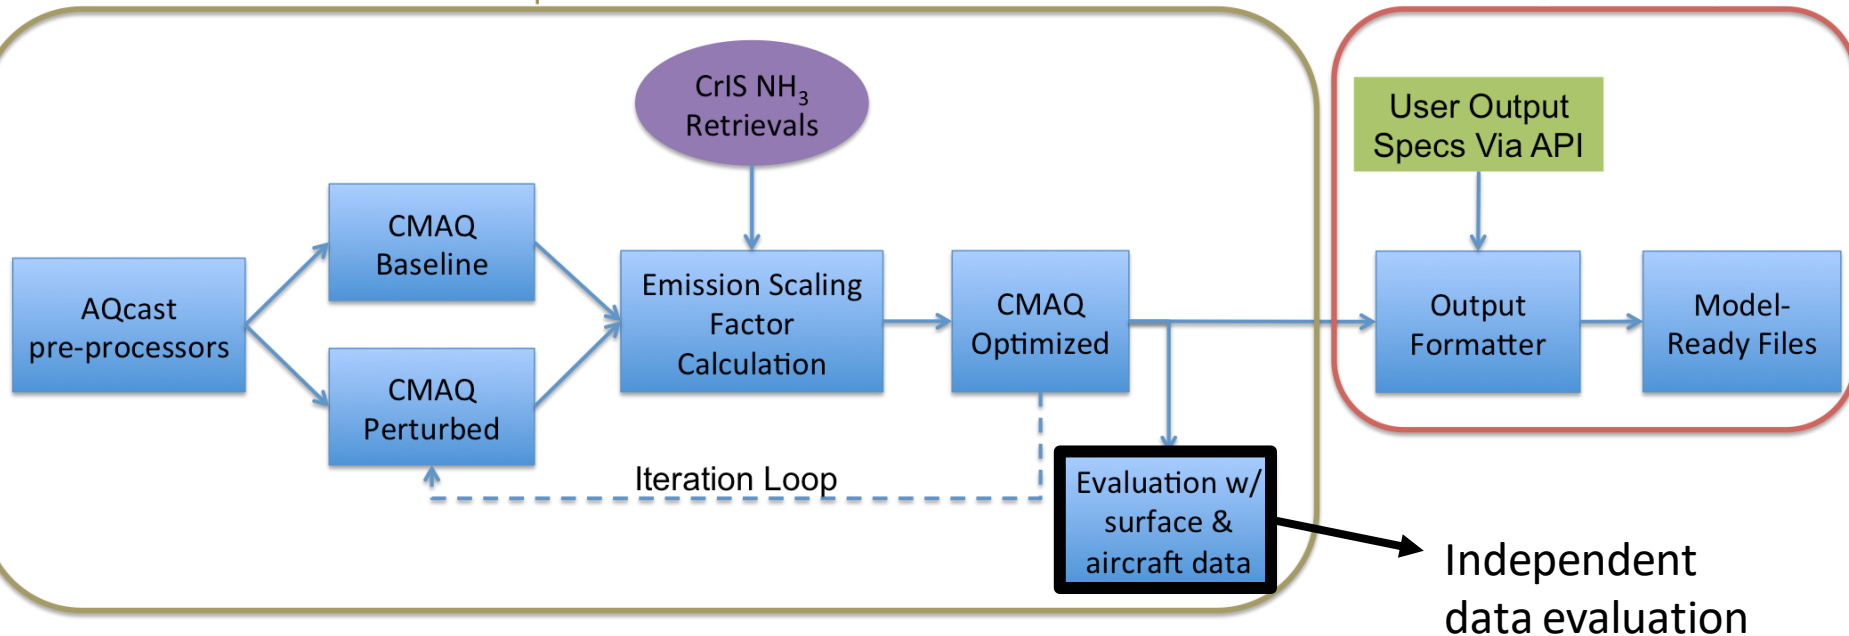 CrIS NH₃
Retrievals
User Output
Specs Via API
CMAQ
Baseline
AQcast
pre-processors
CMAQ
Perturbed
Emission Scaling
Factor
Calculation
CMAQ
Optimized
Output
Formatter
Model-
Ready Files
Iteration Loop
Evaluation w/
surface &
aircraft data
Independent
data evaluation